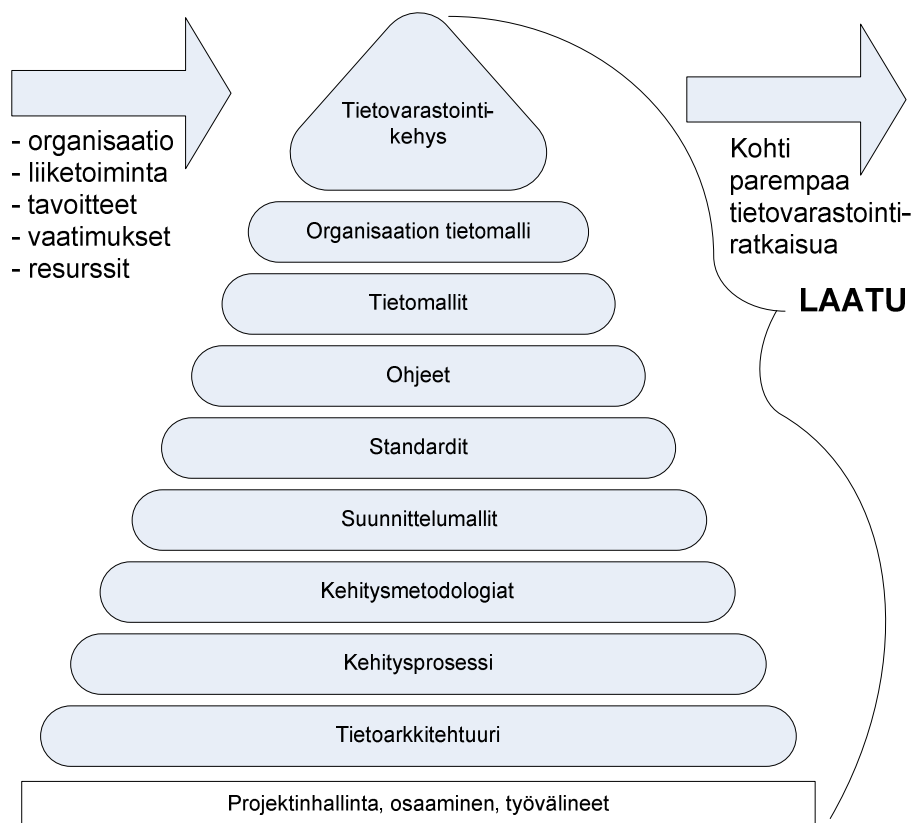 - organisaatio
- liiketoiminta
- tavoitteet
- vaatimukset
- resurssit
Tietovarastointi-
kehys
Organisaation tietomalli
Tietomallit
Ohjeet
Standardit
Suunnittelumallit
Kehitysmetodologiat
Kehitysprosessi
Tietoarkkitehtuuri
Projektinhallinta, osaaminen, työvälineet
Kohti
parempaa
tietovarastointi-
ratkaisua
LAATU